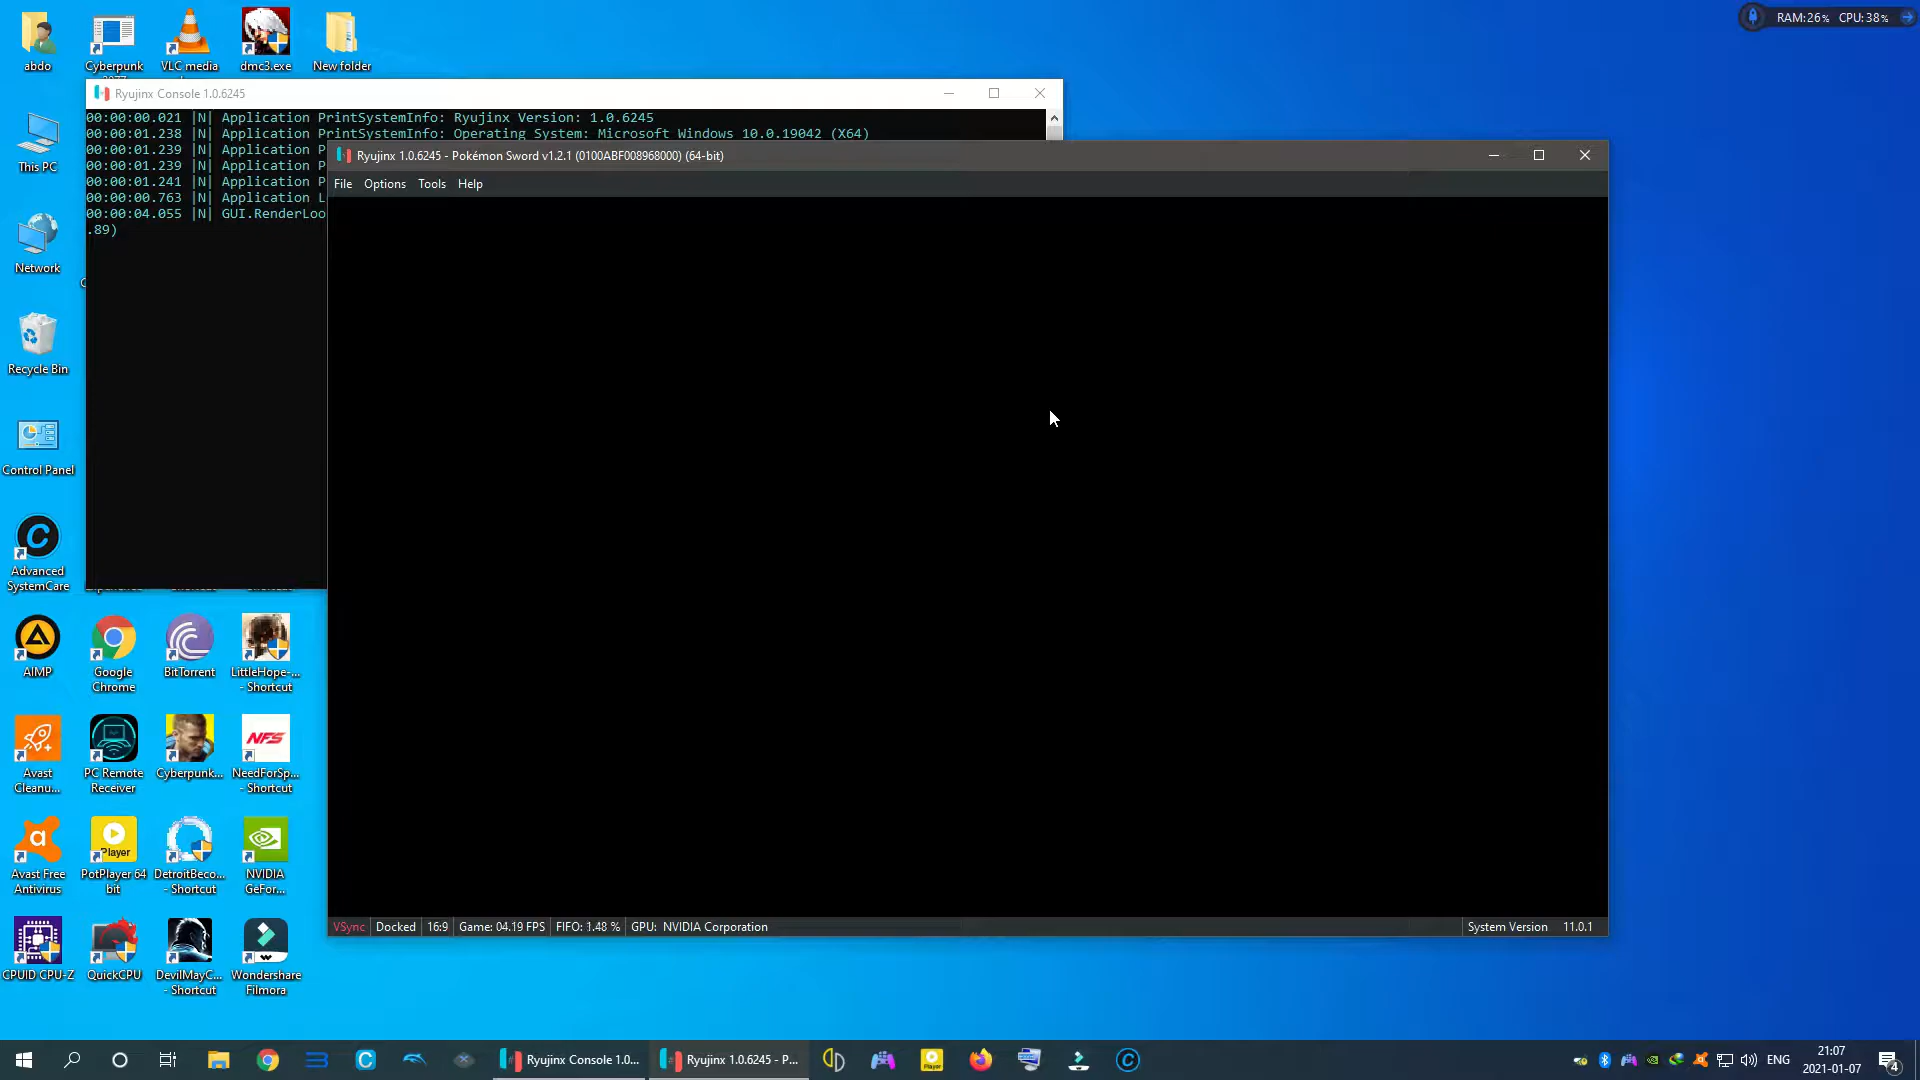 abdo
Cyberpunk
2077
VLC media
dmc3.exe
New folder
RAM:26% CPU:38%
Ryujinx Console 1.0.6245
00:00:00.021 |N| Application PrintSystemInfo: Ryujinx Version: 1.0.6245
00:00:01.238 |N| Application PrintSystemInfo: Operating System: Microsoft Windows 10.0.19042 (X64)
00:00:01.239 |N| Application P
00:00:01.239 |N| Application P
00:00:01.241 |N| Application P
00:00:00.763 |N| Application L
00:00:04.055 |N| GUI.RenderLoo
.89)
Ryujinx 1.0.6245 - Pokémon Sword v1.2.1 (0100ABF008968000) (64-bit)
File Options Tools Help
VSync Docked 16:9 Game: 04.19 FPS FIFO: 1.48 % GPU: NVIDIA Corporation System Version 11.0.1
This PC
Network
Recycle Bin
Control Panel
Advanced
SystemCare
AIMP
Google
Chrome
BitTorrent
LittleHope-...
- Shortcut
Avast
Cleanu...
PC Remote
Receiver
Cyberpunk...
NFS
NeedForSp...
- Shortcut
Avast Free
Antivirus
Player
PotPlayer 64
bit
DetroitBeco...
- Shortcut
NVIDIA
GeFor...
CPUID CPU-Z
QuickCPU
DevilMayC...
- Shortcut
Wondershare
Filmora
Ryujinx Console 1.0...
Ryujinx 1.0.6245 - P...
Player
ENG
21:07
2021-01-07
4